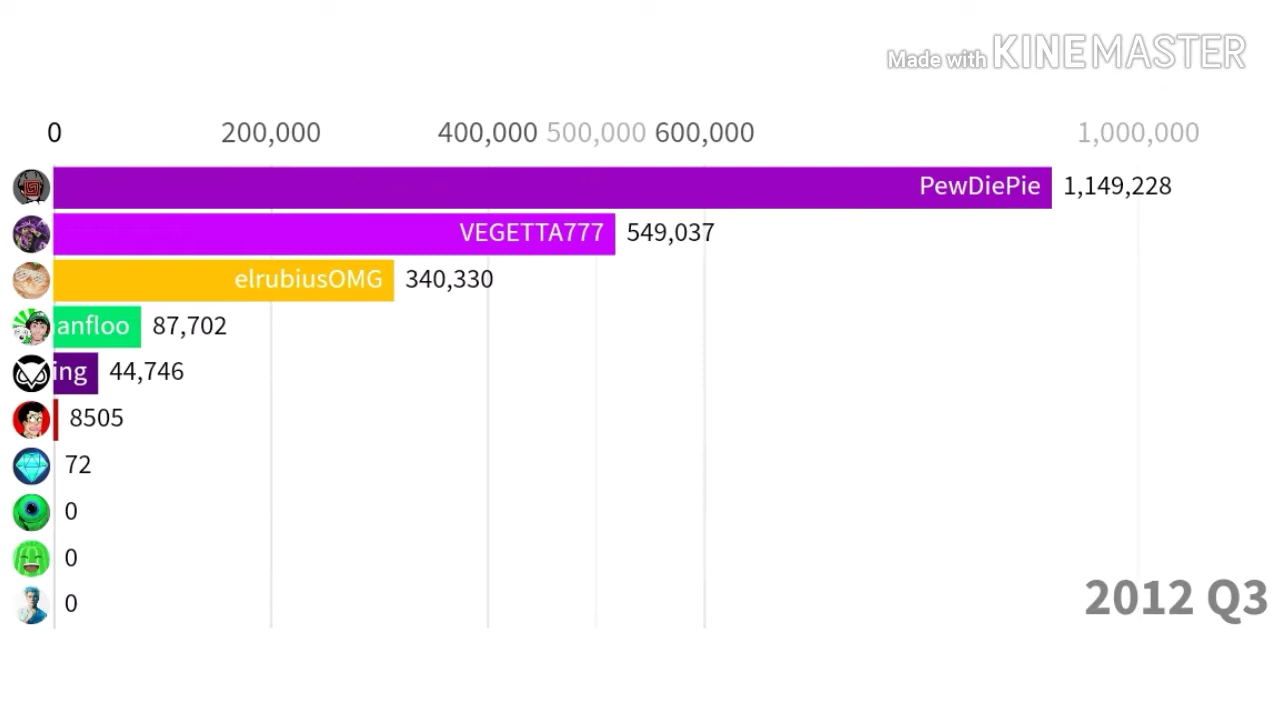 Made with KINEMASTER
0 200,000 400,000 500,000 600,000 1,000,000
PewDiePie 1,149,228
VEGETTA777 549,037
elrubiusOMG 340,330
anfloo 87,702
ing 44,746
8505
72
0
0
0
2012 Q3